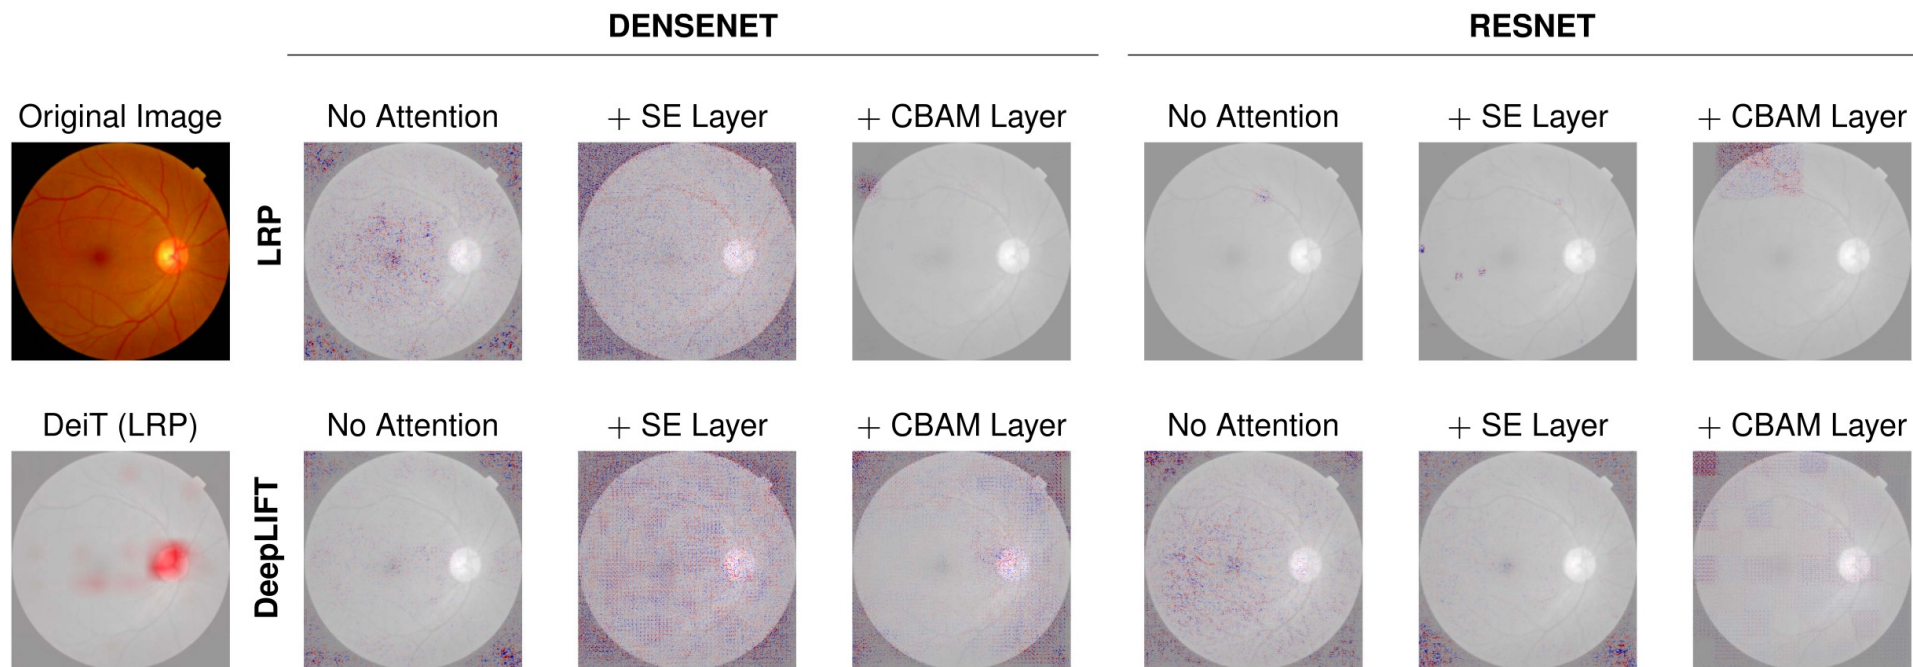 DENSENET
RESNET
Original Image
No Attention
+ SE Layer
+ CBAM Layer
No Attention
+ SE Layer
+ CBAM Layer
LRP
DeiT (LRP)
No Attention
+ SE Layer
+ CBAM Layer
No Attention
+ SE Layer
+ CBAM Layer
DeepLIFT